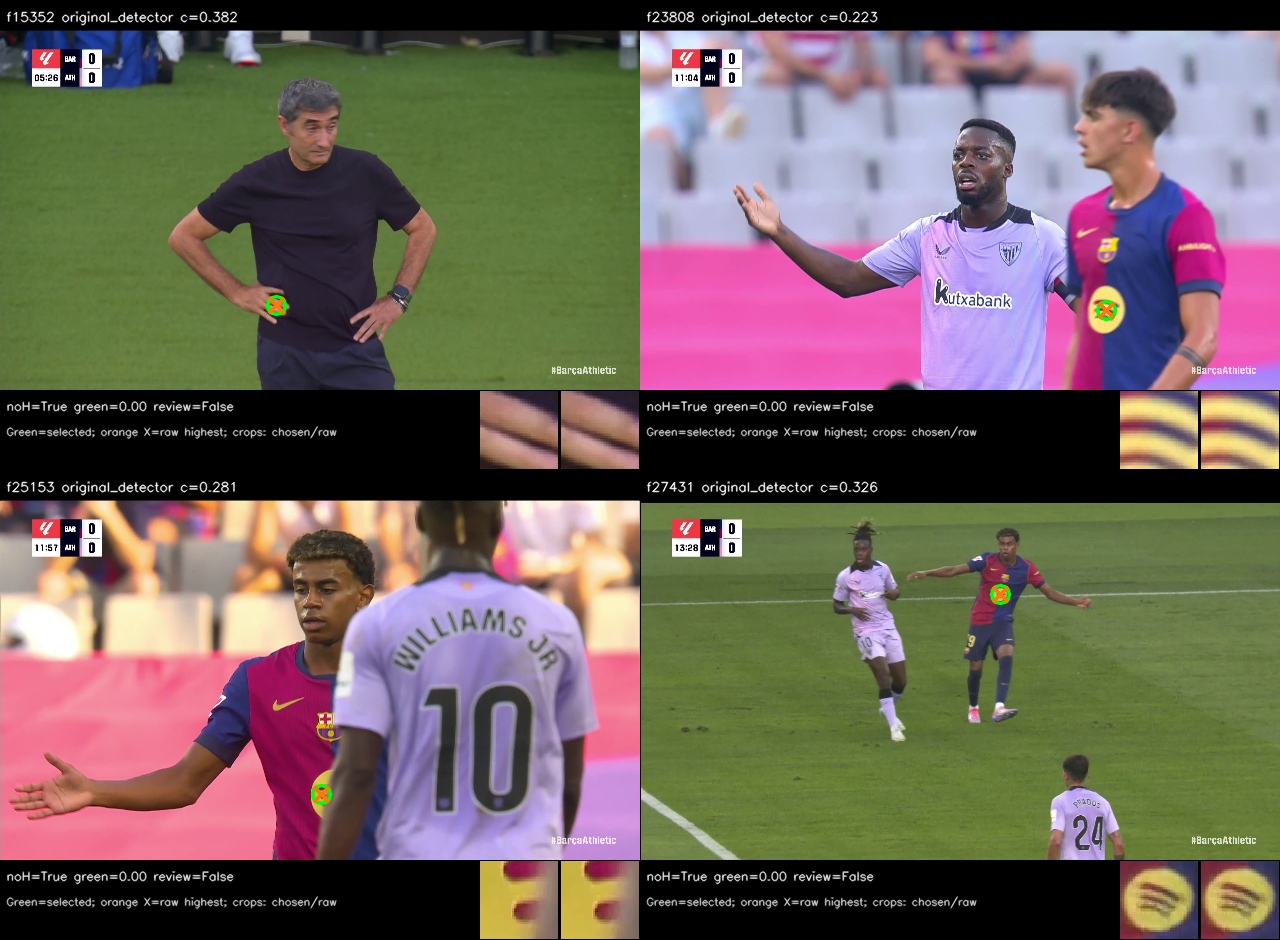 f15352 original_detector c=0.382
BAR 0
05:26 ATH 0
#BarçaAthletic
noH=True green=0.00 review=False
Green=selected; orange X=raw highest; crops: chosen/raw
f23808 original_detector c=0.223
BAR 0
11:04 ATH 0
Kutxabank
#BarçaAthletic
noH=True green=0.00 review=False
Green=selected; orange X=raw highest; crops: chosen/raw
f25153 original_detector c=0.281
BAR 0
11:57 ATH 0
WILLIAMS JR
10
#BarçaAthletic
noH=True green=0.00 review=False
Green=selected; orange X=raw highest; crops: chosen/raw
f27431 original_detector c=0.326
BAR 0
13:28 ATH 0
PRADOS
24
#BarçaAthletic
noH=True green=0.00 review=False
Green=selected; orange X=raw highest; crops: chosen/raw